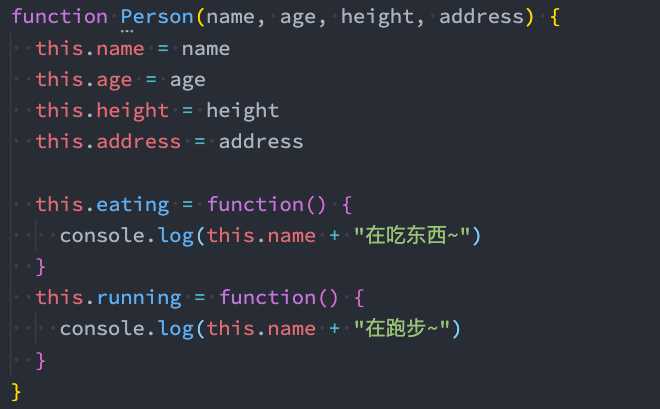 function Person(name, age, height, address) {
  this.name = name
  this.age = age
  this.height = height
  this.address = address

  this.eating = function() {
    console.log(this.name + "在吃东西~")
  }
  this.running = function() {
    console.log(this.name + "在跑步~")
  }
}